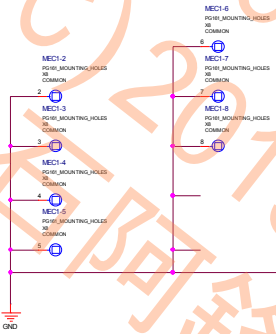 MEC1-6
PG181_MOUNTING_HOLES
X8
COMMON
6
MEC1-2
PG181_MOUNTING_HOLES
X8
COMMON
2
MEC1-7
PG181_MOUNTING_HOLES
X8
COMMON
7
MEC1-3
PG181_MOUNTING_HOLES
X8
COMMON
3
MEC1-8
PG181_MOUNTING_HOLES
X8
COMMON
8
MEC1-4
PG181_MOUNTING_HOLES
X8
COMMON
4
MEC1-5
PG181_MOUNTING_HOLES
X8
COMMON
5
GND